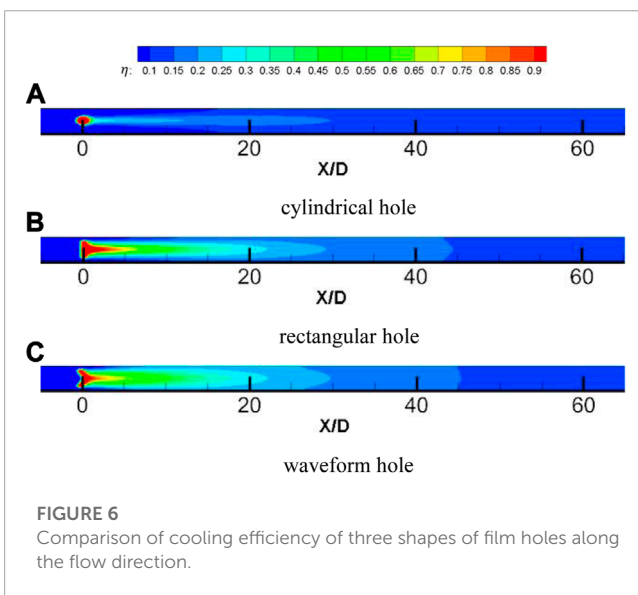 η: 0.1 0.15 0.2 0.25 0.3 0.35 0.4 0.45 0.5 0.55 0.6 0.65 0.7 0.75 0.8 0.85 0.9
A
0 20 40 60
X/D
cylindrical hole
B
0 20 40 60
X/D
rectangular hole
C
0 20 40 60
X/D
waveform hole
FIGURE 6
Comparison of cooling efficiency of three shapes of film holes along
the flow direction.